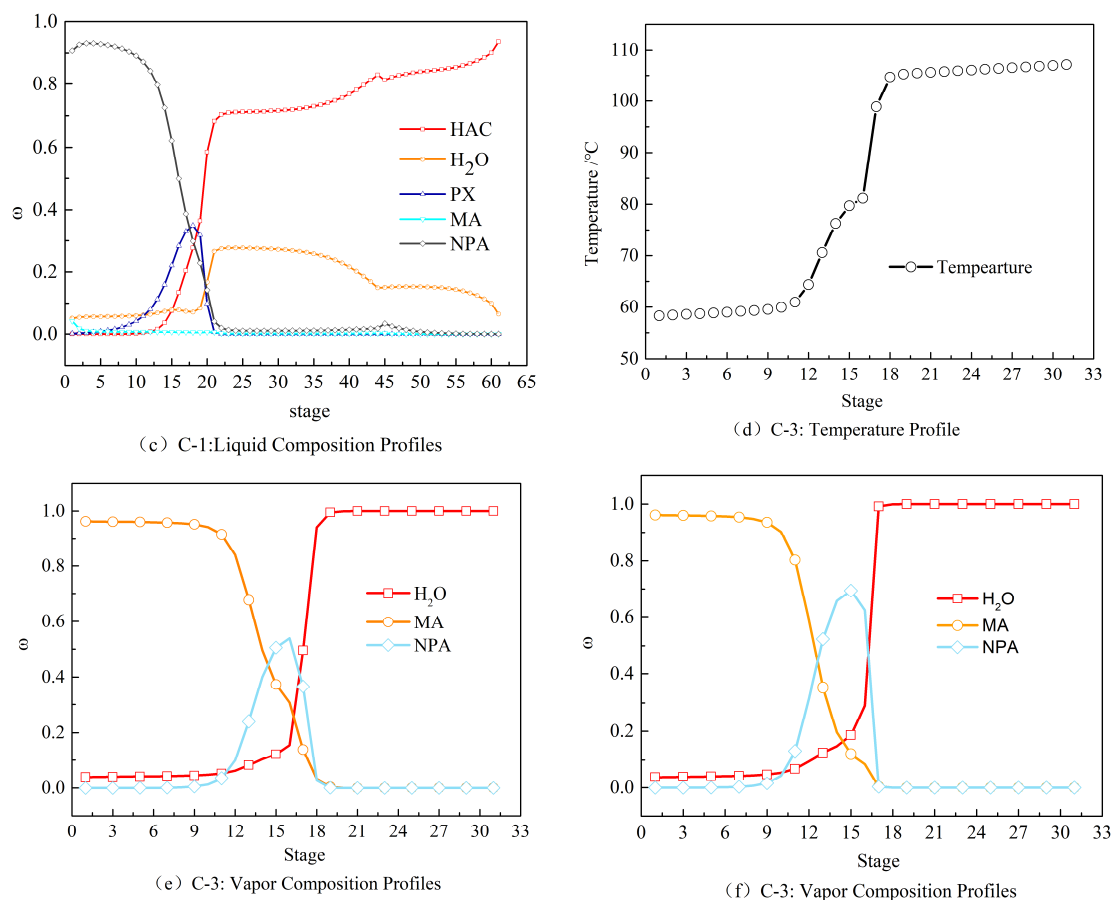 1.0
0.8
0.6
0.4
0.2
0.0
ω
HAC
H2O
PX
MA
NPA
0 5 10 15 20 25 30 35 40 45 50 55 60 65
stage
（c）C-1:Liquid Composition Profiles
110
100
90
80
70
60
50
Temperature /°C
Tempearture
0 3 6 9 12 15 18 21 24 27 30 33
Stage
（d）C-3: Temperature Profile
1.0
0.8
0.6
0.4
0.2
0.0
ω
H2O
MA
NPA
0 3 6 9 12 15 18 21 24 27 30 33
Stage
（e）C-3: Vapor Composition Profiles
1.0
0.8
0.6
0.4
0.2
0.0
ω
H2O
MA
NPA
0 3 6 9 12 15 18 21 24 27 30 33
Stage
（f）C-3: Vapor Composition Profiles